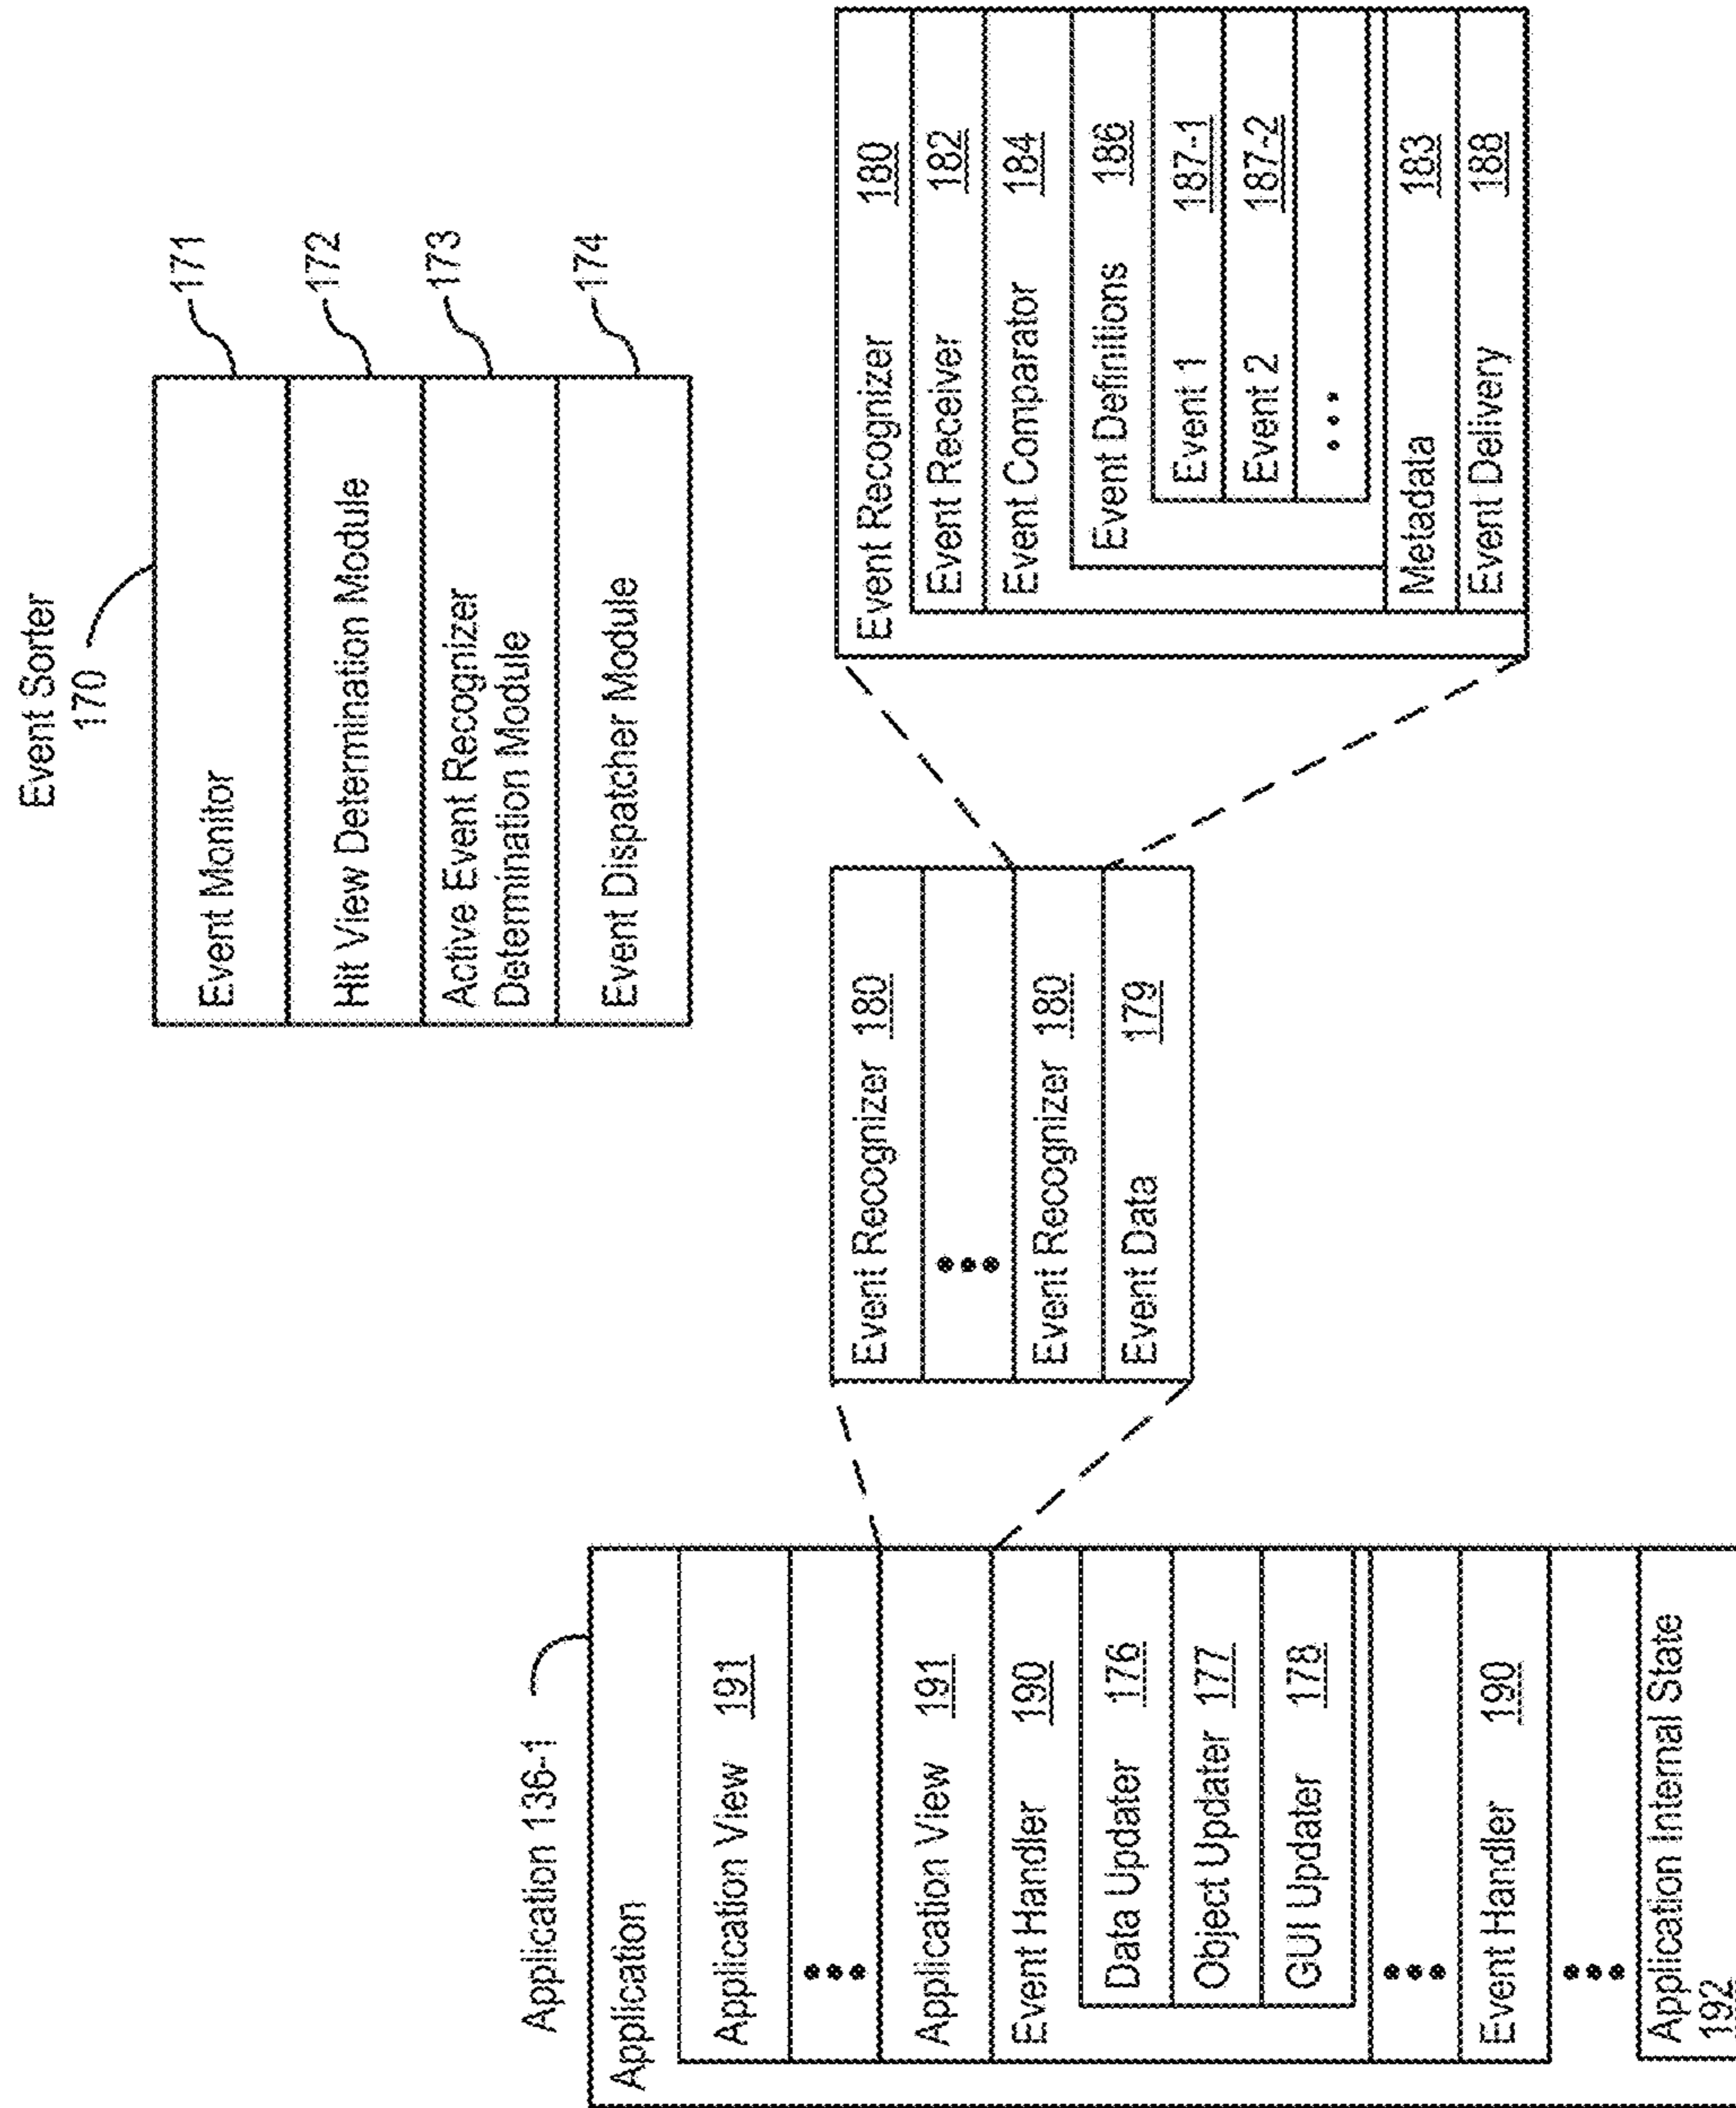 Event Sorter
170
Event Monitor
171
Hit View Determination Module
172
Active Event Recognizer
Determination Module
173
Event Dispatcher Module
174
Application 136-1
Application
Application View 191
•••
Application View 191
Event Handler 190
Data Updater 176
Object Updater 177
GUI Updater 178
•••
Event Handler 190
•••
Application Internal State
192
Event Recognizer 180
•••
Event Recognizer 180
Event Data 179
Event Recognizer 180
Event Receiver 182
Event Comparator 184
Event Definitions 186
Event 1 187-1
Event 2 187-2
•••
Metadata 183
Event Delivery 188